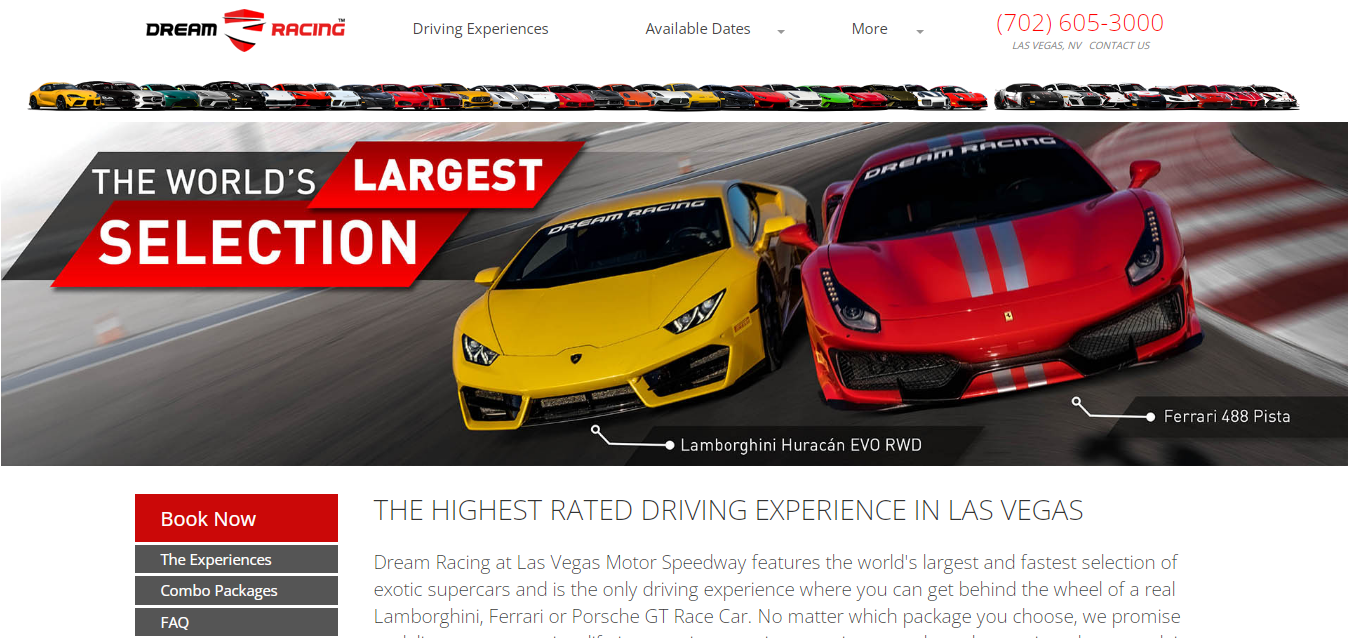 DREAM RACING™
Driving Experiences
Available Dates
More
(702) 605-3000
LAS VEGAS, NV CONTACT US
THE WORLD'S LARGEST
SELECTION
DREAM RACING
DREAM RACING
Ferrari 488 Pista
Lamborghini Huracán EVO RWD
Book Now
The Experiences
Combo Packages
FAQ
THE HIGHEST RATED DRIVING EXPERIENCE IN LAS VEGAS
Dream Racing at Las Vegas Motor Speedway features the world's largest and fastest selection of
exotic supercars and is the only driving experience where you can get behind the wheel of a real
Lamborghini, Ferrari or Porsche GT Race Car. No matter which package you choose, we promise